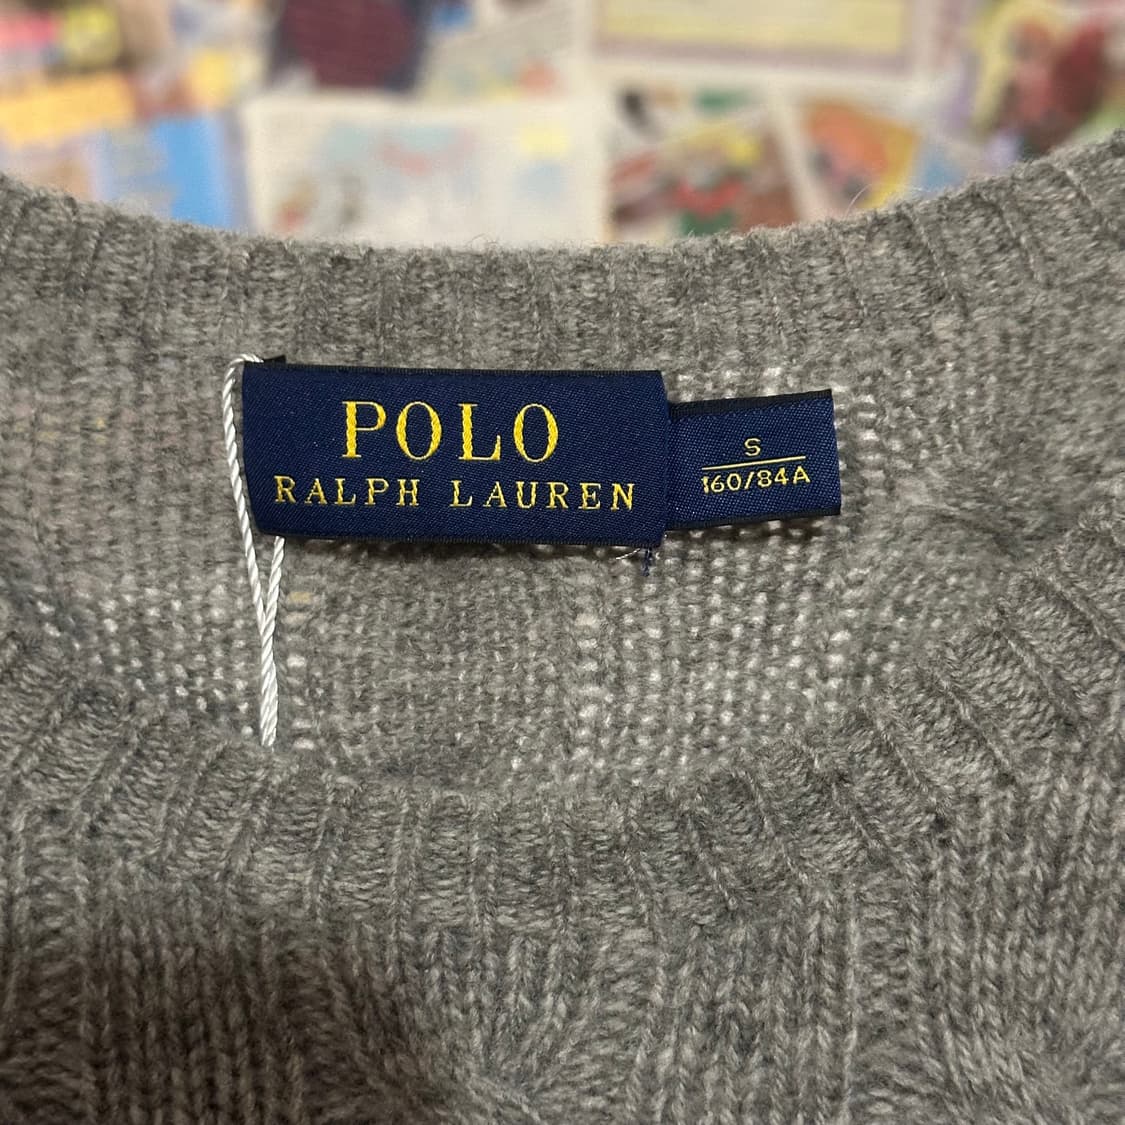 POLO
RALPH LAUREN
S
160/84A